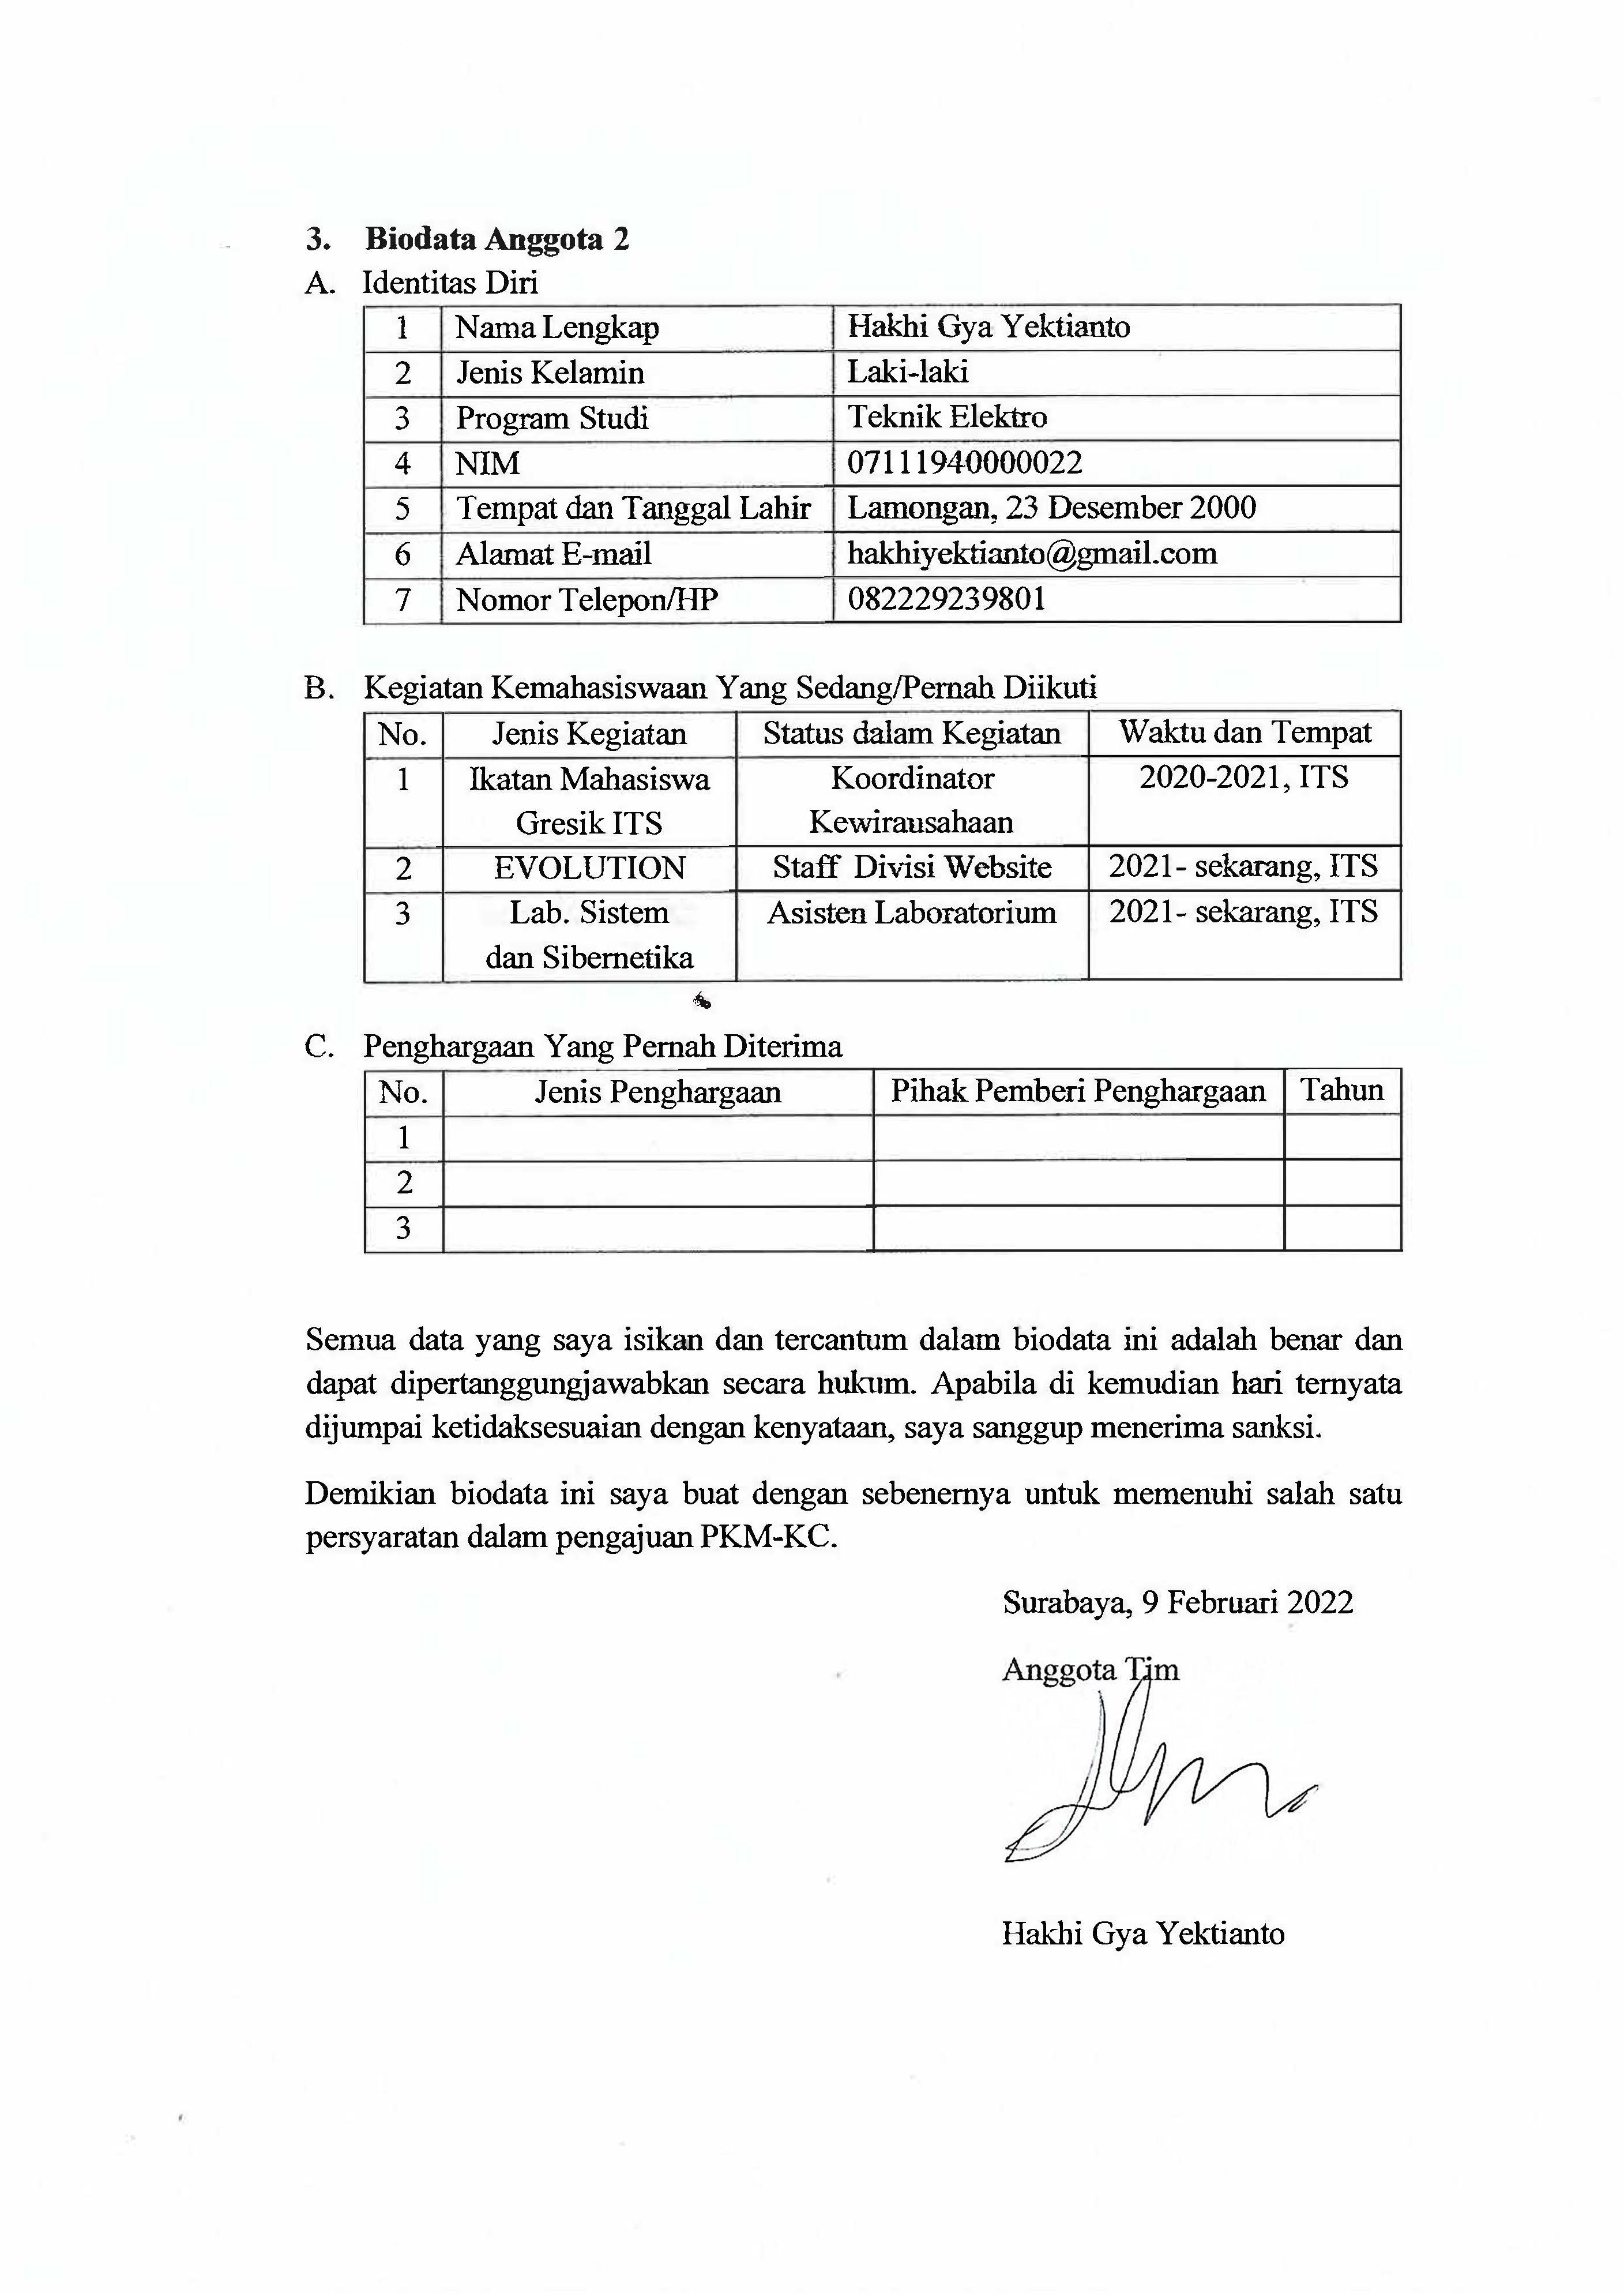 3. Biodata Anggota 2
A. Identitas Diri
1 Nama Lengkap Hakhi Gya Yektianto
2 Jenis Kelamin Laki-laki
3 Program Studi Teknik Elektro
4 NIM 07111940000022
5 Tempat dan Tanggal Lahir Lamongan, 23 Desember 2000
6 Alamat E-mail hakhiyektianto@gmail.com
7 Nomor Telepon/HP 082229239801
B. Kegiatan Kemahasiswaan Yang Sedang/Pernah Diikuti
No. Jenis Kegiatan Status dalam Kegiatan Waktu dan Tempat
1 Ikatan Mahasiswa Koordinator 2020-2021, ITS
Gresik ITS Kewirausahaan
2 EVOLUTION Staff Divisi Website 2021- sekarang, ITS
3 Lab. Sistem Asisten Laboratorium 2021- sekarang, ITS
dan Sibernetika
C. Penghargaan Yang Pernah Diterima
No. Jenis Penghargaan Pihak Pemberi Penghargaan Tahun
1
2
3
Semua data yang saya isikan dan tercantum dalam biodata ini adalah benar dan
dapat dipertanggungjawabkan secara hukum. Apabila di kemudian hari ternyata
dijumpai ketidaksesuaian dengan kenyataan, saya sanggup menerima sanksi.
Demikian biodata ini saya buat dengan sebenernya untuk memenuhi salah satu
persyaratan dalam pengajuan PKM-KC.
Surabaya, 9 Februari 2022
Anggota Tim
Hakhi Gya Yektianto